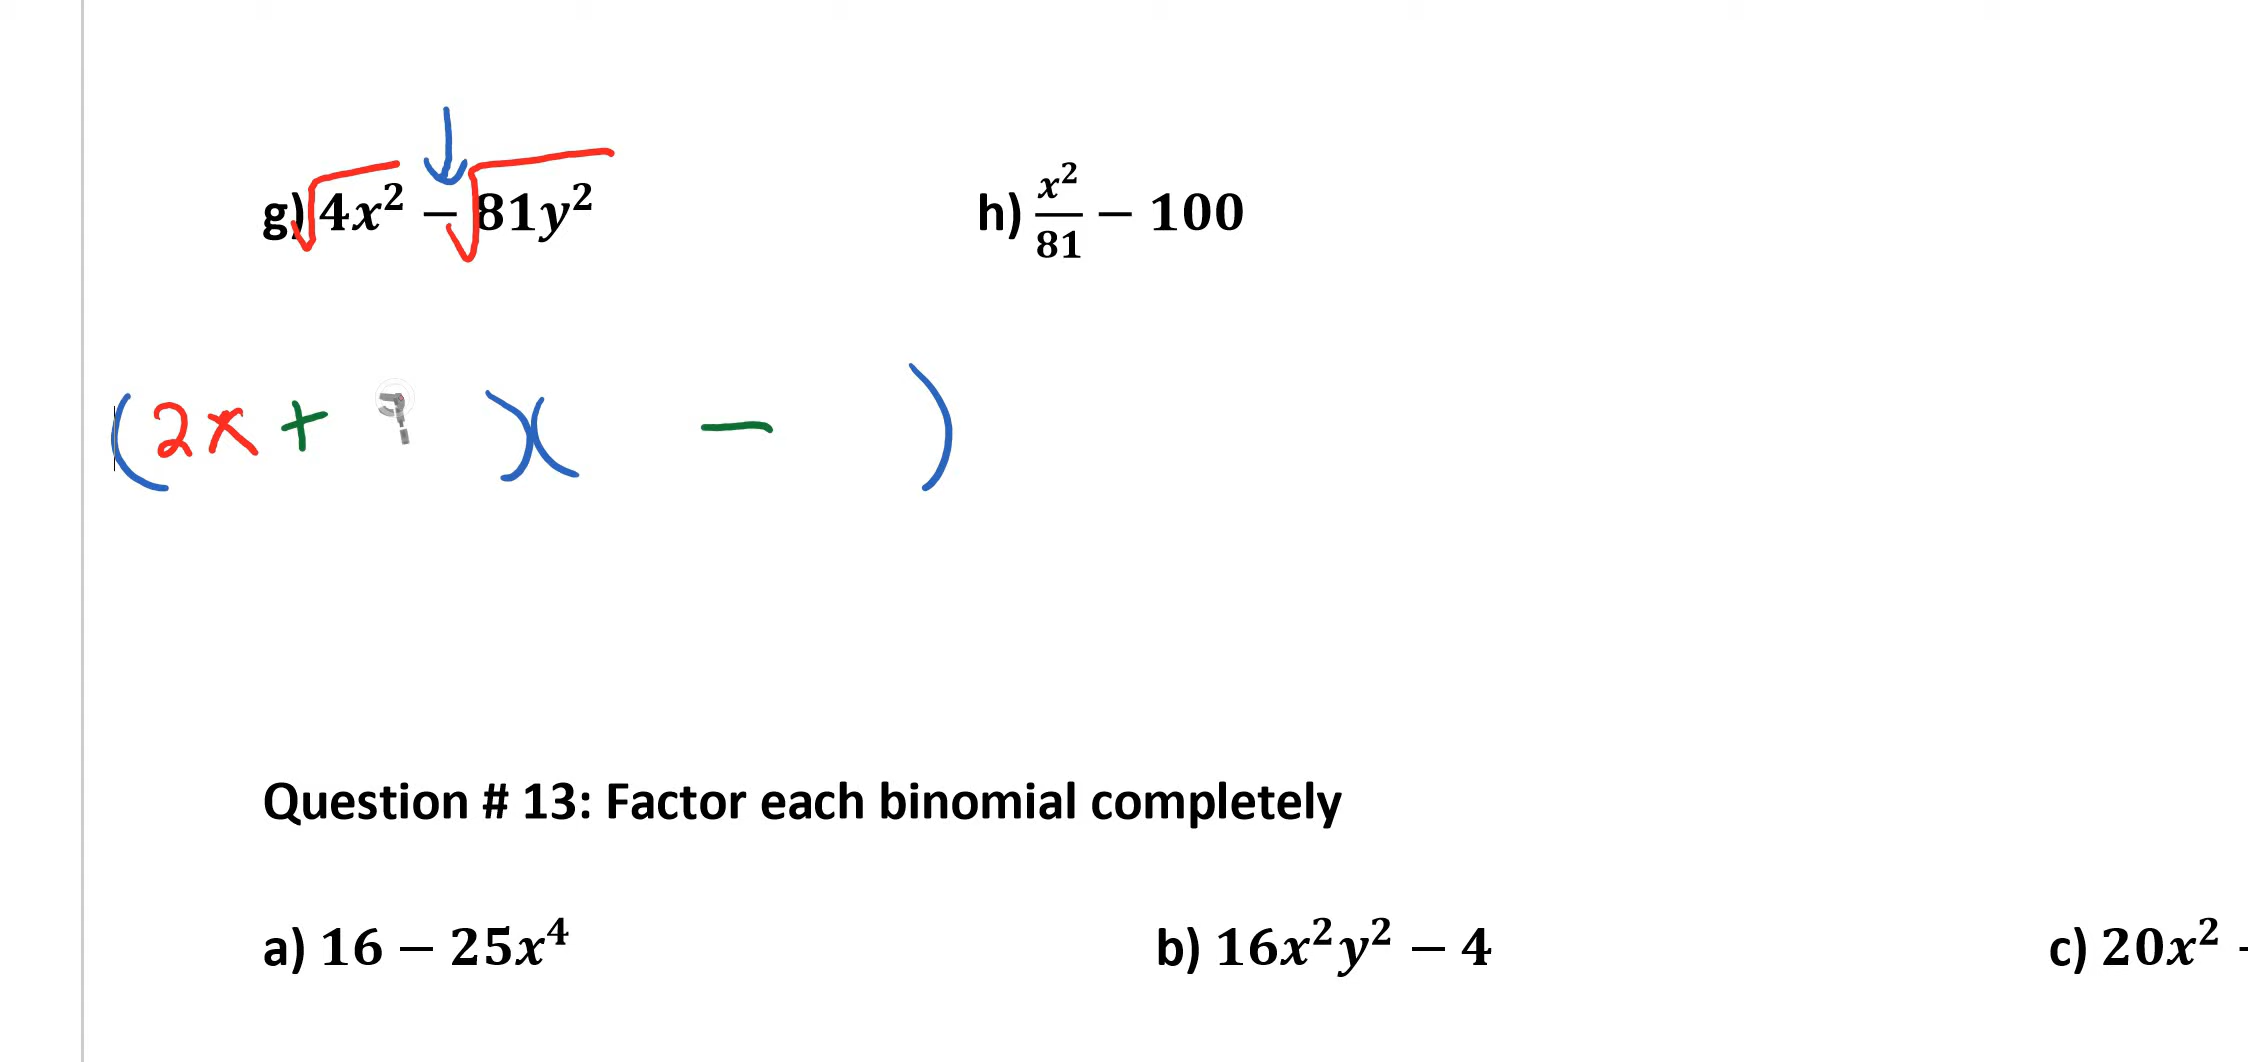 g) √4x² − √81y² h) x²/81 − 100
(2x + )( − )
Question # 13: Factor each binomial completely
a) 16 − 25x⁴ b) 16x²y² − 4 c) 20x² -